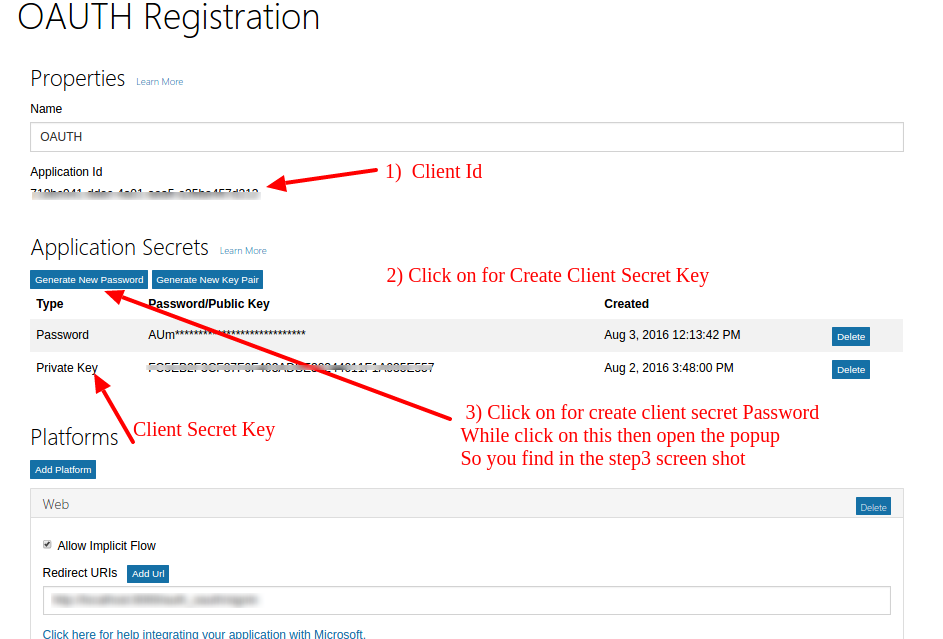 OAUTH Registration
Properties Learn More
Name
OAUTH
Application Id
1) Client Id
Application Secrets Learn More
Generate New Password Generate New Key Pair
2) Click on for Create Client Secret Key
Type Password/Public Key Created
Password AUm**************************** Aug 3, 2016 12:13:42 PM Delete
Private Key Aug 2, 2016 3:48:00 PM Delete
3) Click on for create client secret Password
Client Secret Key
While click on this then open the popup
Platforms
So you find in the step3 screen shot
Add Platform
Web Delete
Allow Implicit Flow
Redirect URIs Add Url
Click here for help integrating your application with Microsoft.